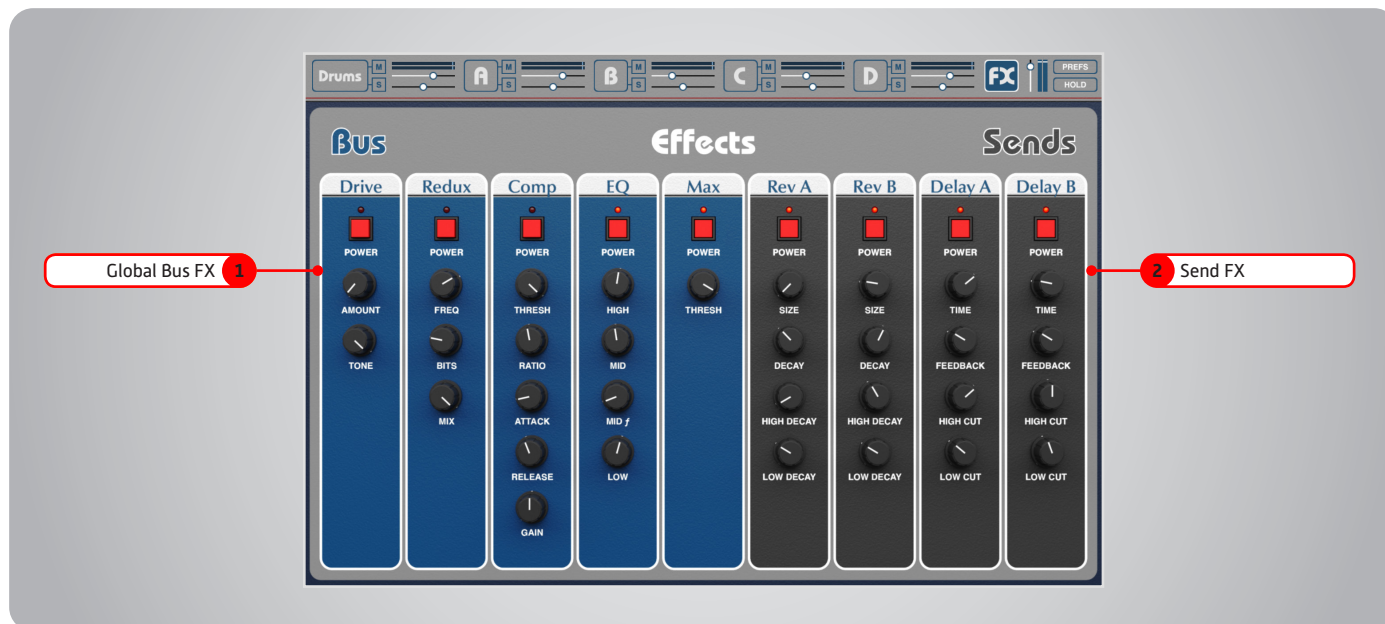 Drums M S A M S B M S C M S D M S FX PREFS HOLD
Bus Effects Sends
Drive Redux Comp EQ Max Rev A Rev B Delay A Delay B
POWER POWER POWER POWER POWER POWER POWER POWER POWER
Global Bus FX 1 2 Send FX
AMOUNT FREQ THRESH HIGH THRESH SIZE SIZE TIME TIME
TONE BITS RATIO MID DECAY DECAY FEEDBACK FEEDBACK
MIX ATTACK MID f HIGH DECAY HIGH DECAY HIGH CUT HIGH CUT
RELEASE LOW LOW DECAY LOW DECAY LOW CUT LOW CUT
GAIN